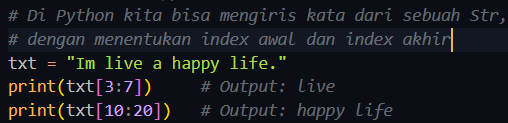 # Di Python kita bisa mengiris kata dari sebuah Str,
# dengan menentukan index awal dan index akhir
txt = "Im live a happy life."
print(txt[3:7])     # Output: live
print(txt[10:20])   # Output: happy life